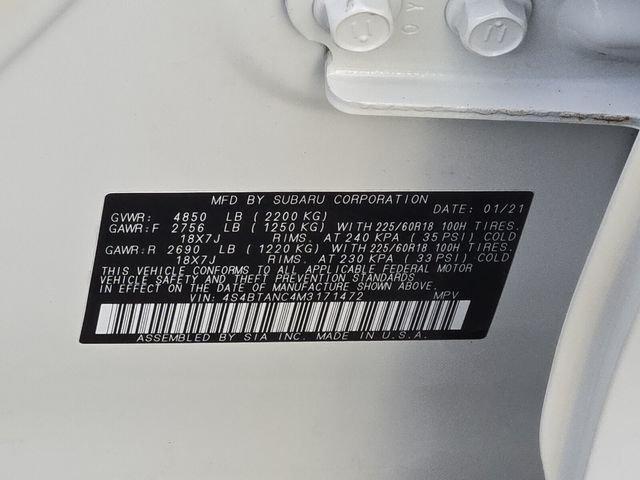 MFD BY SUBARU CORPORATION
GVWR: 4850 LB (2200 KG) DATE: 01/21
GAWR:F 2756 LB (1250 KG) WITH 225/60R18 100H TIRES.
18X7J RIMS. AT 240 KPA (35 PSI) COLD
GAWR:R 2690 LB (1220 KG) WITH 225/60R18 100H TIRES.
18X7J RIMS. AT 230 KPA (33 PSI) COLD
THIS VEHICLE CONFORMS TO ALL APPLICABLE FEDERAL MOTOR
VEHICLE SAFETY AND THEFT PREVENTION STANDARDS
IN EFFECT ON THE DATE OF MANUFACTURE SHOWN ABOVE.
VIN: 4S4BTANC4M3171472 MPV
ASSEMBLED BY SIA INC. MADE IN U.S.A.